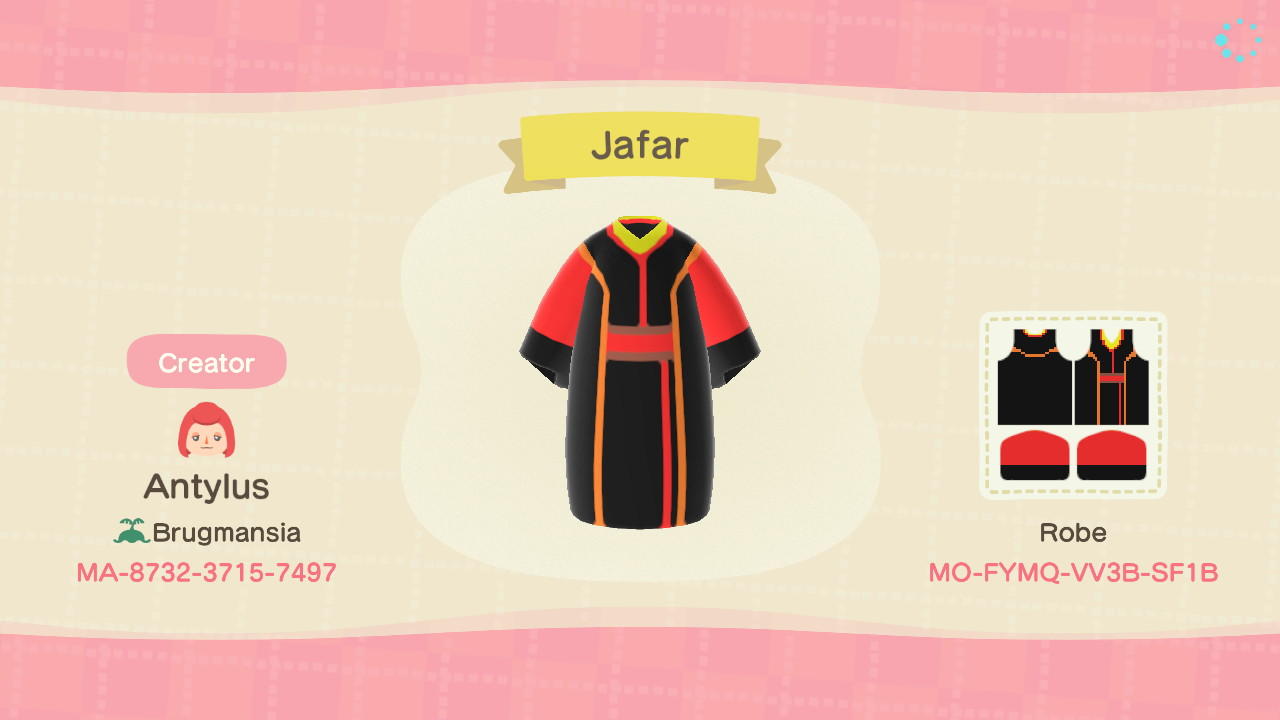 Jafar
Creator
Antylus
Brugmansia
MA-8732-3715-7497
Robe
MO-FYMQ-VV3B-SF1B